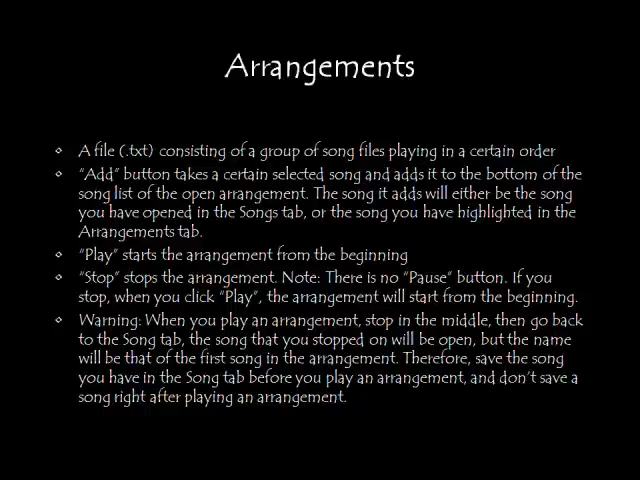 Arrangements
• A file (.txt) consisting of a group of song files playing in a certain order
• "Add" button takes a certain selected song and adds it to the bottom of the
song list of the open arrangement. The song it adds will either be the song
you have opened in the Songs tab, or the song you have highlighted in the
Arrangements tab.
• "Play" starts the arrangement from the beginning
• "Stop" stops the arrangement. Note: There is no "Pause" button. If you
stop, when you click "Play", the arrangement will start from the beginning.
• Warning: When you play an arrangement, stop in the middle, then go back
to the Song tab, the song that you stopped on will be open, but the name
will be that of the first song in the arrangement. Therefore, save the song
you have in the Song tab before you play an arrangement, and don't save a
song right after playing an arrangement.